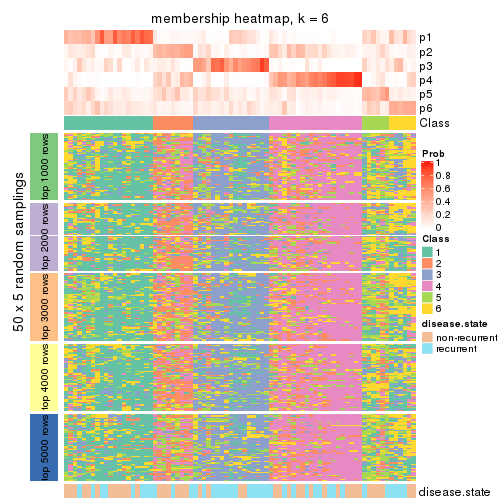 membership heatmap, k = 6
p1
p2
p3
p4
p5
p6
Class
50 x 5 random samplings
top 1000 rows
top 2000 rows
top 3000 rows
top 4000 rows
top 5000 rows
disease.state
Prob
1
0.8
0.6
0.4
0.2
0
Class
1
2
3
4
5
6
disease.state
non-recurrent
recurrent